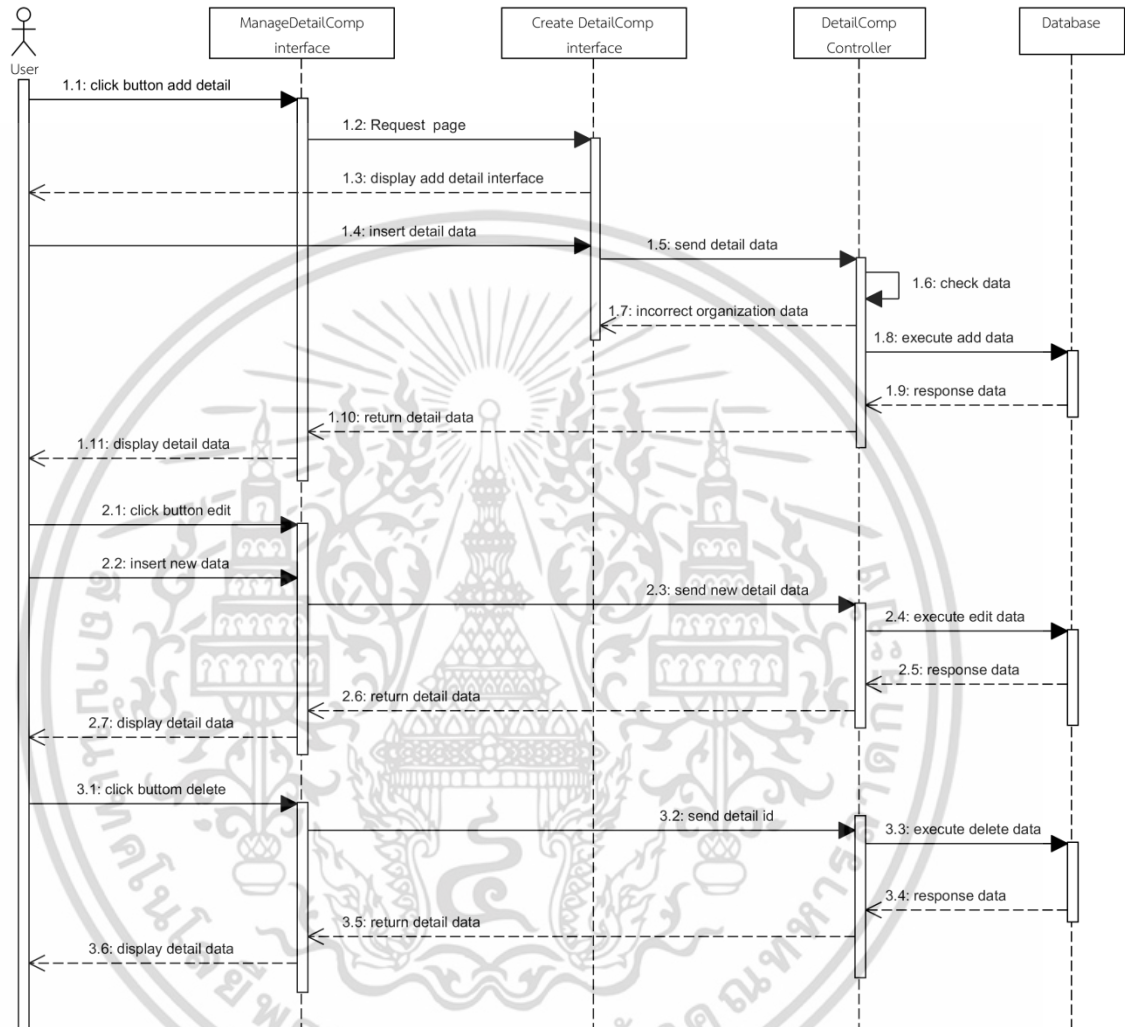 ManageDetailComp
interface
Create DetailComp
interface
DetailComp
Controller
Database
User
1.1: click button add detail
1.2: Request page
1.3: display add detail interface
1.4: insert detail data
1.5: send detail data
1.6: check data
1.7: incorrect organization data
1.8: execute add data
1.9: response data
1.10: return detail data
1.11: display detail data
2.1: click button edit
2.2: insert new data
2.3: send new detail data
2.4: execute edit data
2.5: response data
2.6: return detail data
2.7: display detail data
3.1: click buttom delete
3.2: send detail id
3.3: execute delete data
3.4: response data
3.5: return detail data
3.6: display detail data